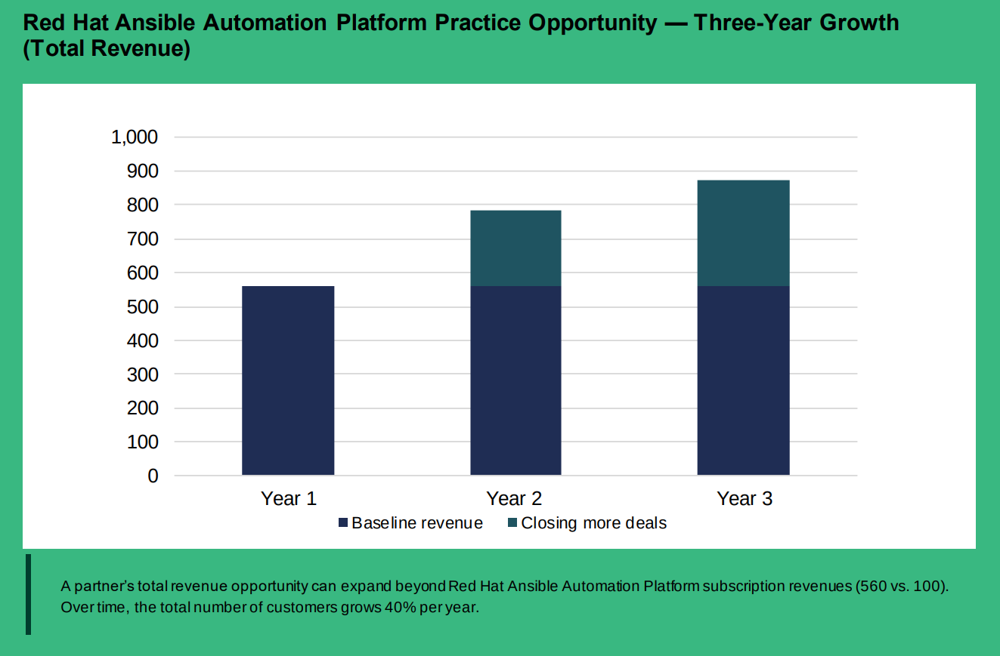 Red Hat Ansible Automation Platform Practice Opportunity — Three-Year Growth
(Total Revenue)
1,000
900
800
700
600
500
400
300
200
100
0
Year 1 Year 2 Year 3
Baseline revenue Closing more deals
A partner's total revenue opportunity can expand beyond Red Hat Ansible Automation Platform subscription revenues (560 vs. 100).
Over time, the total number of customers grows 40% per year.